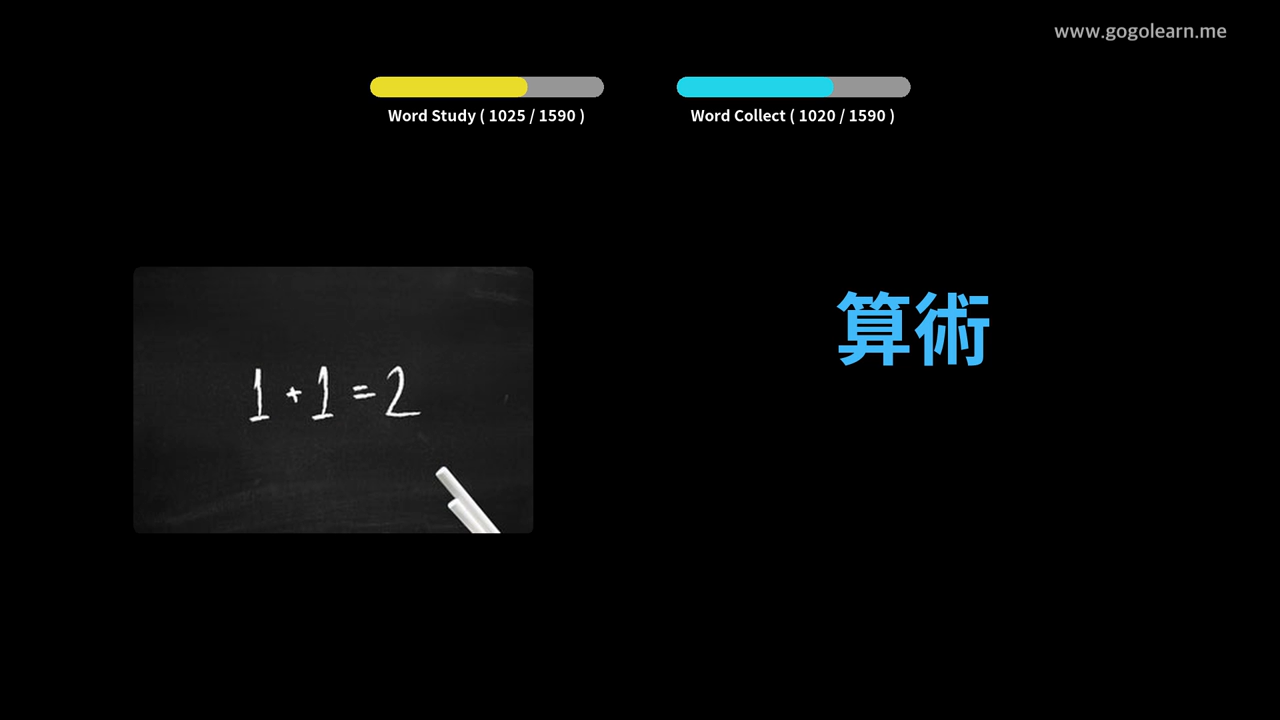 www.gogolearn.me
Word Study ( 1025 / 1590 )
Word Collect ( 1020 / 1590 )
算術
1 + 1 = 2